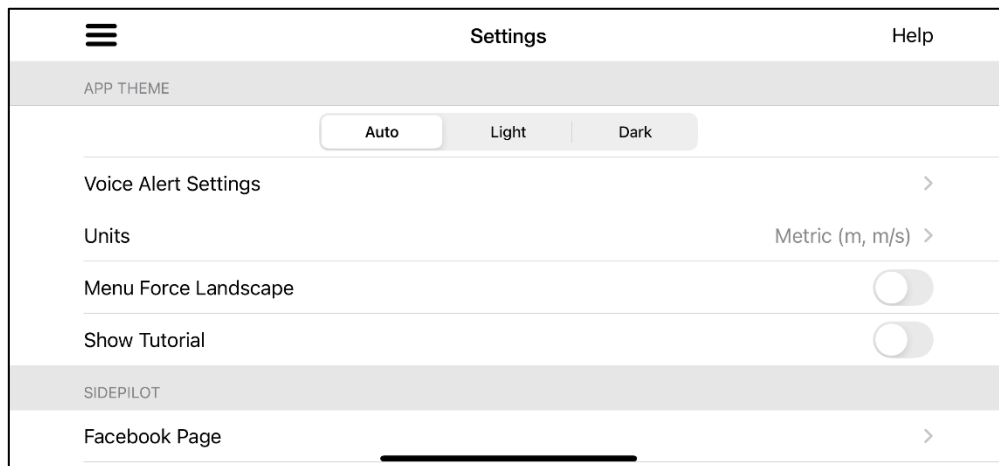 Settings Help
APP THEME
Auto Light Dark
Voice Alert Settings
Units Metric (m, m/s)
Menu Force Landscape
Show Tutorial
SIDEPILOT
Facebook Page